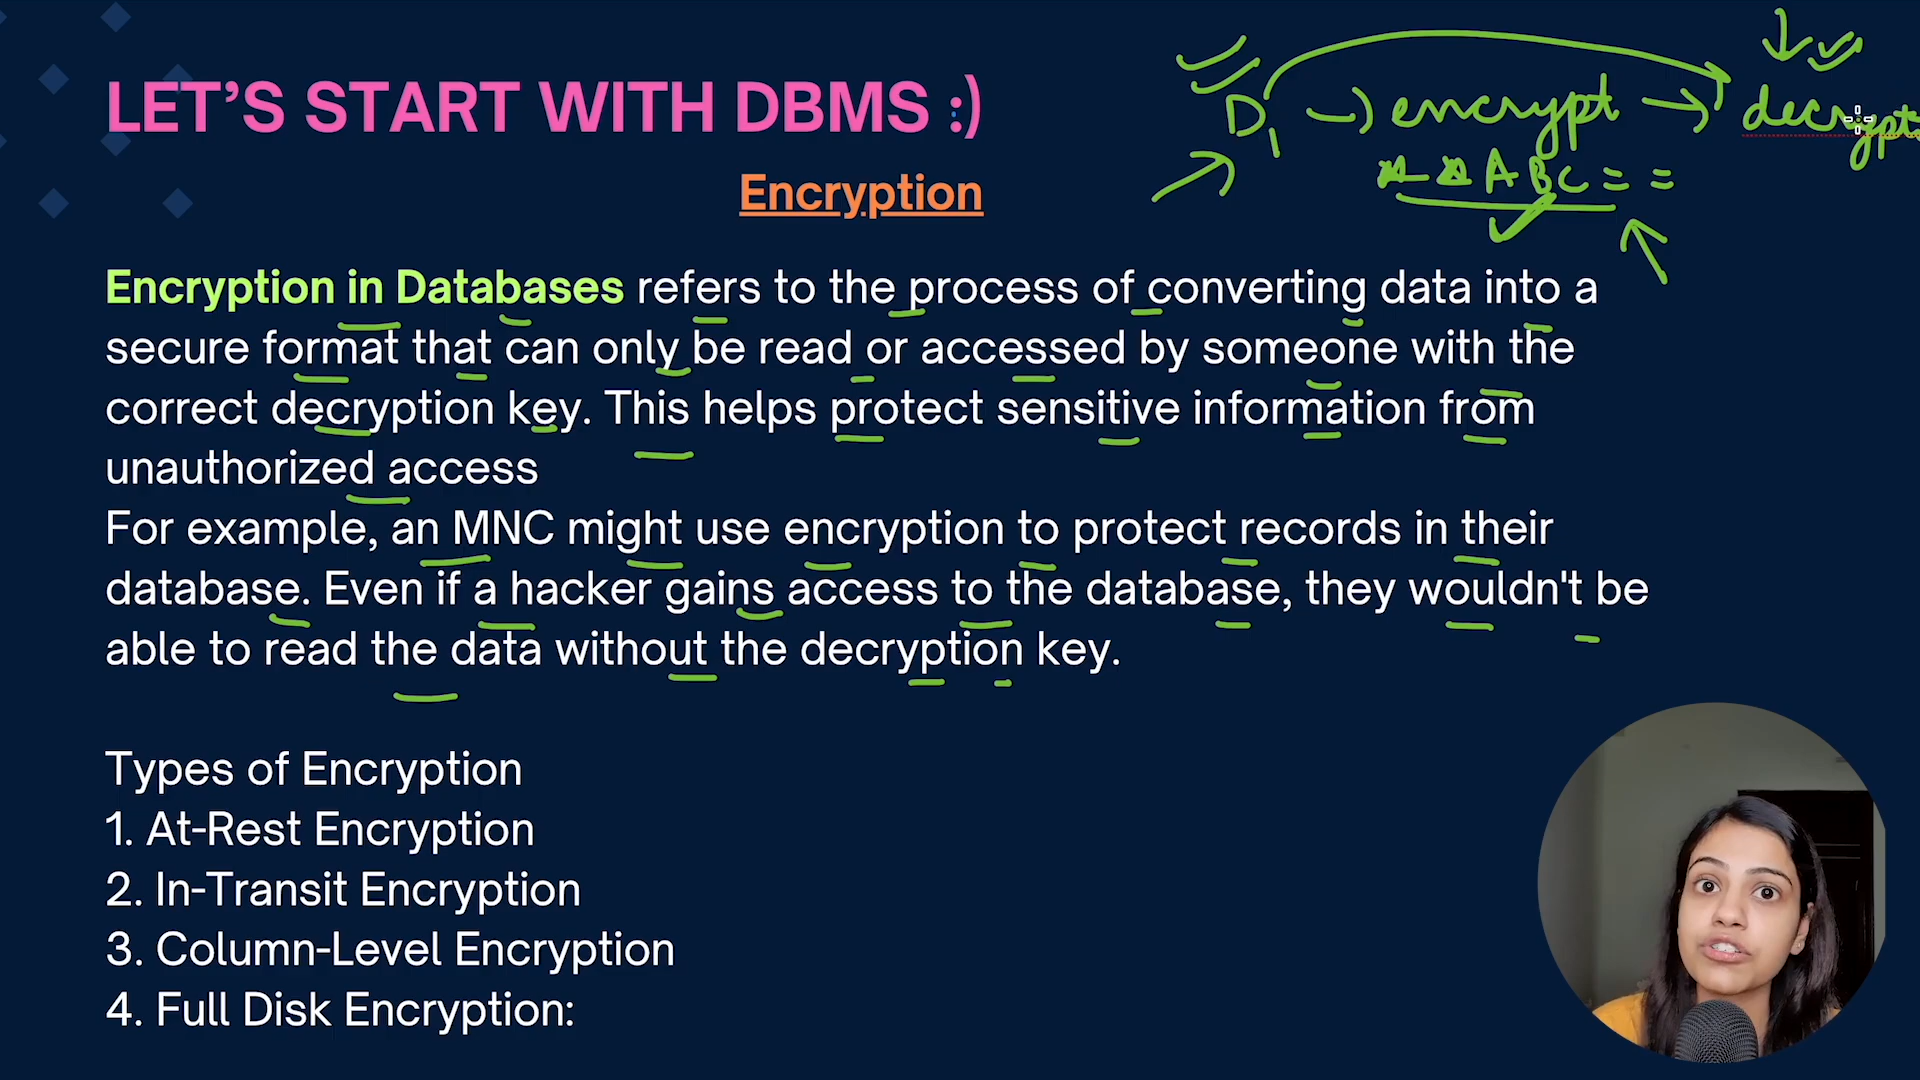 LET'S START WITH DBMS :)
D₁ → encrypt → decrypt
ABC = =
Encryption
Encryption in Databases refers to the process of converting data into a
secure format that can only be read or accessed by someone with the
correct decryption key. This helps protect sensitive information from
unauthorized access
For example, an MNC might use encryption to protect records in their
database. Even if a hacker gains access to the database, they wouldn't be
able to read the data without the decryption key.
Types of Encryption
1. At-Rest Encryption
2. In-Transit Encryption
3. Column-Level Encryption
4. Full Disk Encryption: